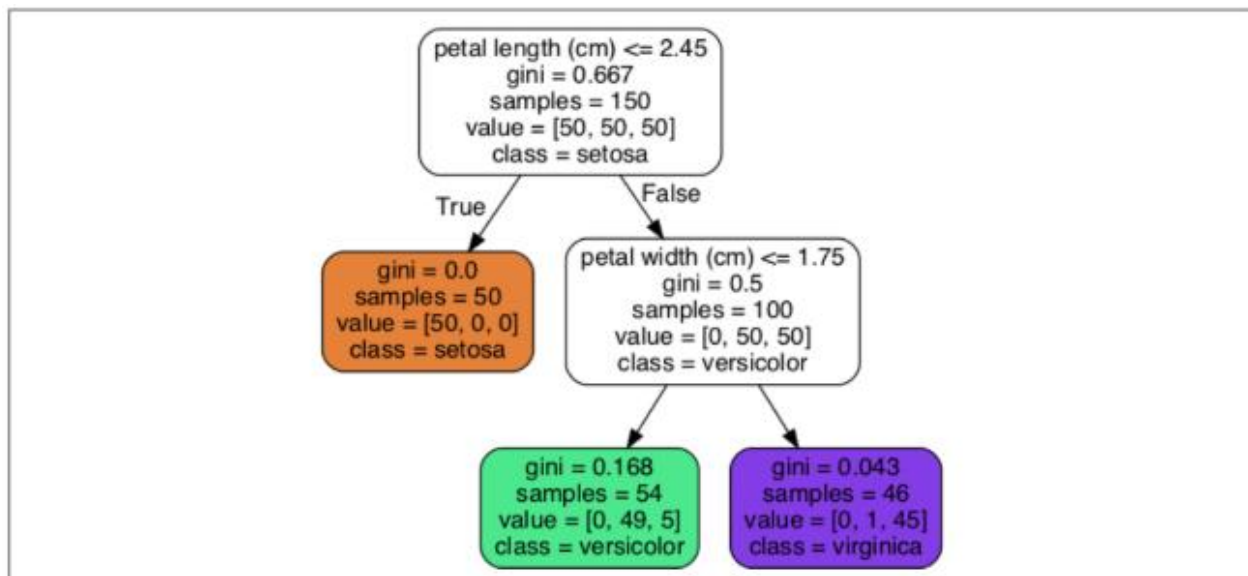 petal length (cm) <= 2.45
gini = 0.667
samples = 150
value = [50, 50, 50]
class = setosa
True
False
gini = 0.0
samples = 50
value = [50, 0, 0]
class = setosa
petal width (cm) <= 1.75
gini = 0.5
samples = 100
value = [0, 50, 50]
class = versicolor
gini = 0.168
samples = 54
value = [0, 49, 5]
class = versicolor
gini = 0.043
samples = 46
value = [0, 1, 45]
class = virginica